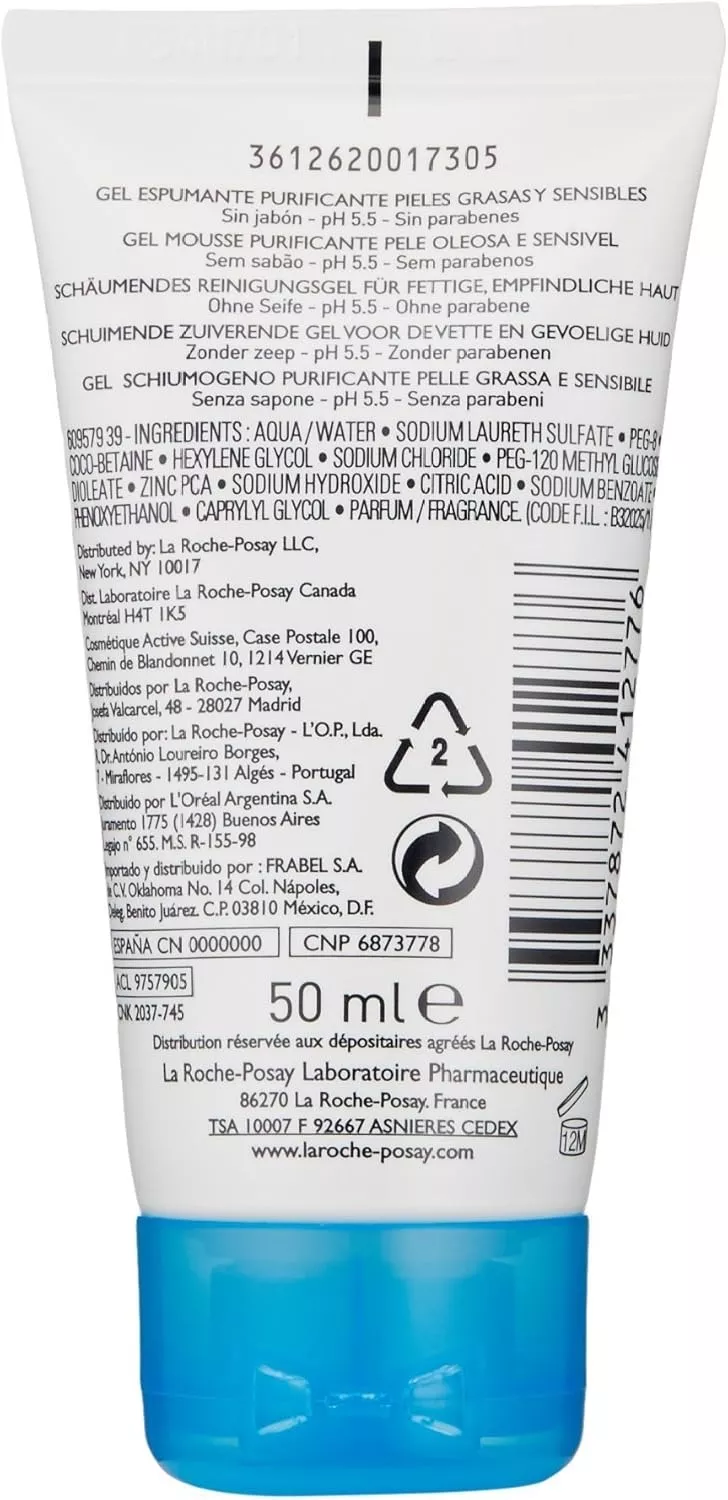 3612620017305
GEL ESPUMANTE PURIFICANTE PIELES GRASAS Y SENSIBLES
Sin jabón - pH 5.5 - Sin parabenes
GEL MOUSSE PURIFICANTE PELE OLEOSA E SENSIVEL
Sem sabão - pH 5.5 - Sem parabenos
SCHÄUMENDES REINIGUNGSGEL FÜR FETTIGE, EMPFINDLICHE HAUT
Ohne Seife - pH 5.5 - Ohne parabene
SCHUIMENDE ZUIVERENDE GEL VOOR DE VETTE EN GEVOELIGE HUID
Zonder zeep - pH 5.5 - Zonder parabenen
GEL SCHIUMOGENO PURIFICANTE PELLE GRASSA E SENSIBILE
Senza sapone - pH 5.5 - Senza parabeni
609579 39 - INGREDIENTS : AQUA / WATER • SODIUM LAURETH SULFATE • PEG-8 •
COCO-BETAINE • HEXYLENE GLYCOL • SODIUM CHLORIDE • PEG-120 METHYL GLUCOSE
DIOLEATE • ZINC PCA • SODIUM HYDROXIDE • CITRIC ACID • SODIUM BENZOATE •
PHENOXYETHANOL • CAPRYLYL GLYCOL • PARFUM / FRAGRANCE. (CODE F.I.L. : B32025/1)
Distributed by: La Roche-Posay LLC,
New York, NY 10017
Dist. Laboratoire La Roche-Posay Canada
Montréal H4T 1K5
Cosmétique Active Suisse, Case Postale 100,
Chemin de Blandonnet 10, 1214 Vernier GE
Distribuidos por La Roche-Posay,
Josefa Valcarcel, 48 - 28027 Madrid
Distribuído por: La Roche-Posay - L'O.P., Lda.
R. Dr. António Loureiro Borges,
7 - Miraflores - 1495-131 Algés - Portugal
Distribuido por L'Oréal Argentina S.A.
Juramento 1775 (1428) Buenos Aires
Legajo n° 655. M.S. R-155-98
Importado y distribuido por : FRABEL S.A.
C.V. Oklahoma No. 14 Col. Nápoles,
Deleg. Benito Juárez. C.P. 03810 México, D.F.
2
3 337872 412776
ESPAÑA CN 0000000
CNP 6873778
ACL 9757905
CNK 2037-745
50 ml e
Distribution réservée aux dépositaires agréés La Roche-Posay
La Roche-Posay Laboratoire Pharmaceutique
86270 La Roche-Posay. France
TSA 10007 F 92667 ASNIERES CEDEX
www.laroche-posay.com
12M